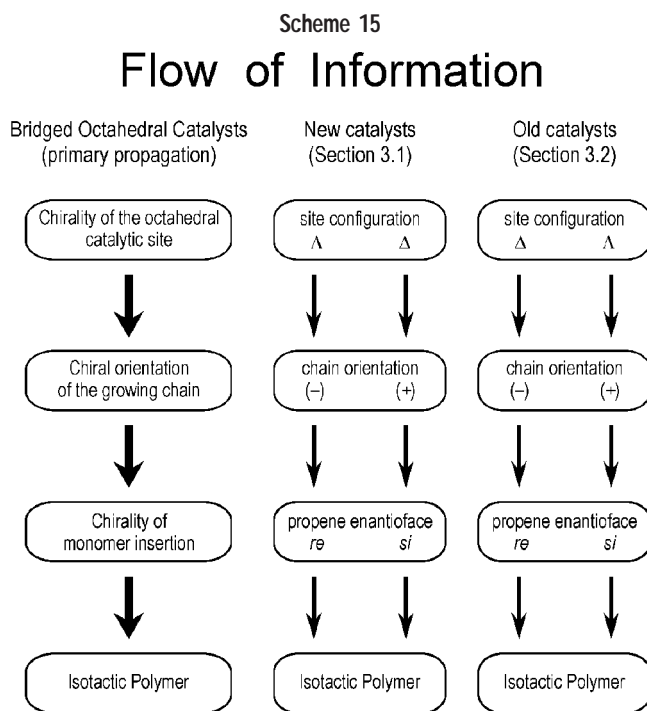 Scheme 15
Flow of Information
Bridged Octahedral Catalysts
(primary propagation)
New catalysts
(Section 3.1)
Old catalysts
(Section 3.2)
Chirality of the octahedral
catalytic site
site configuration
Λ Δ
site configuration
Δ Λ
Chiral orientation
of the growing chain
chain orientation
(–) (+)
chain orientation
(–) (+)
Chirality of
monomer insertion
propene enantioface
re si
propene enantioface
re si
Isotactic Polymer
Isotactic Polymer
Isotactic Polymer